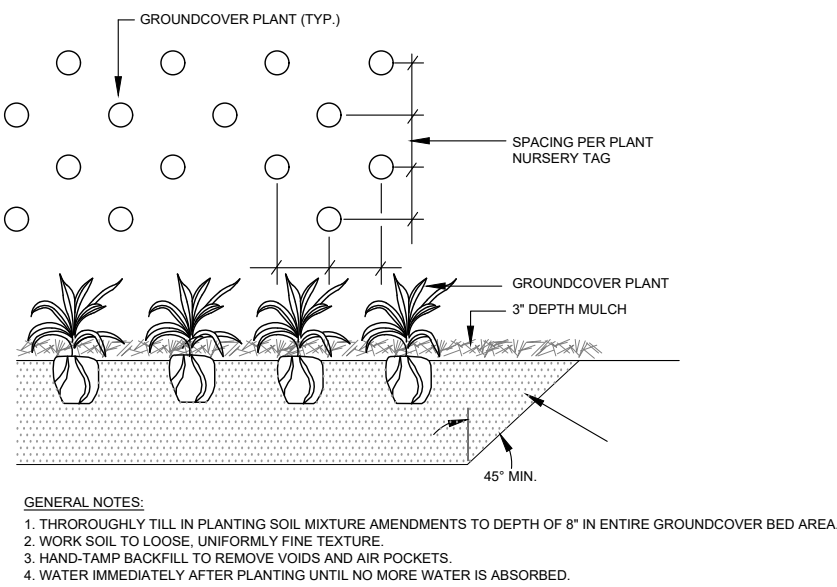 GROUNDCOVER PLANT (TYP.)
SPACING PER PLANT
NURSERY TAG
GROUNDCOVER PLANT
3" DEPTH MULCH
45° MIN.
GENERAL NOTES:
1. THROROUGHLY TILL IN PLANTING SOIL MIXTURE AMENDMENTS TO DEPTH OF 8" IN ENTIRE GROUNDCOVER BED AREA.
2. WORK SOIL TO LOOSE, UNIFORMLY FINE TEXTURE.
3. HAND-TAMP BACKFILL TO REMOVE VOIDS AND AIR POCKETS.
4. WATER IMMEDIATELY AFTER PLANTING UNTIL NO MORE WATER IS ABSORBED.